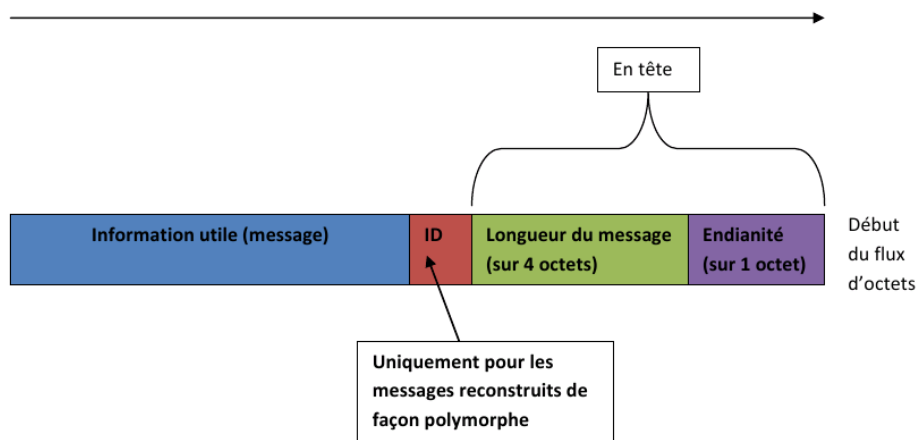 En tête
Information utile (message)
ID
Longueur du message
(sur 4 octets)
Endianité
(sur 1 octet)
Début
du flux
d'octets
Uniquement pour les
messages reconstruits de
façon polymorphe